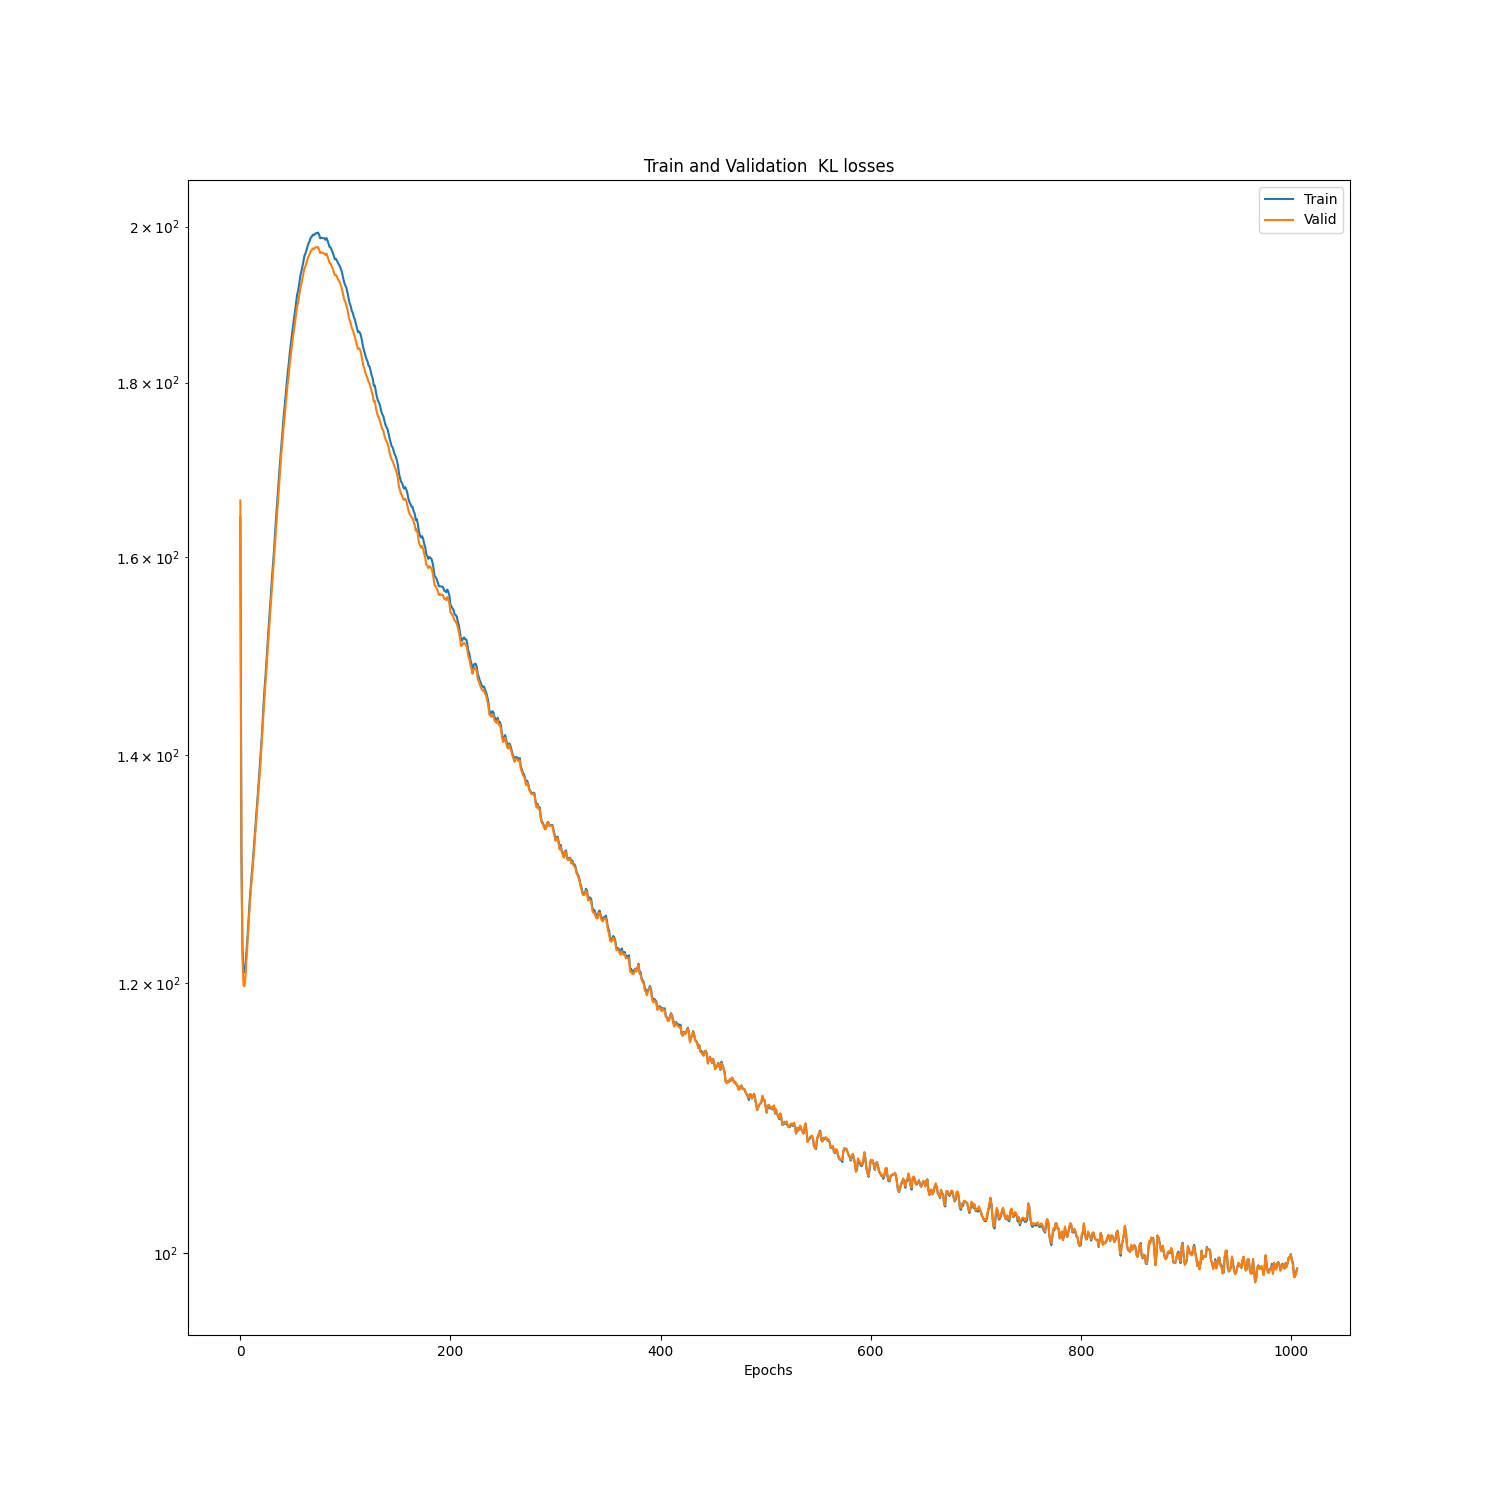 Train and Validation  KL losses
Train
Valid
2 × 10²
1.8 × 10²
1.6 × 10²
1.4 × 10²
1.2 × 10²
10²
0 200 400 600 800 1000
Epochs